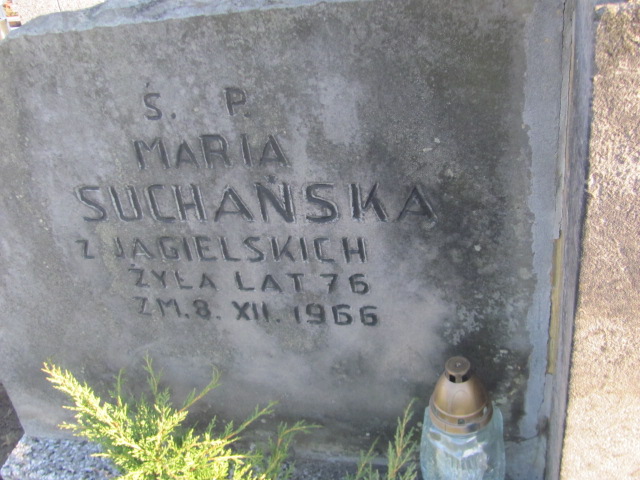 Ś. P.
MARIA
SUCHAŃSKA
Z JAGIELSKICH
ŻYŁA LAT 76
ZM. 8. XII. 1966